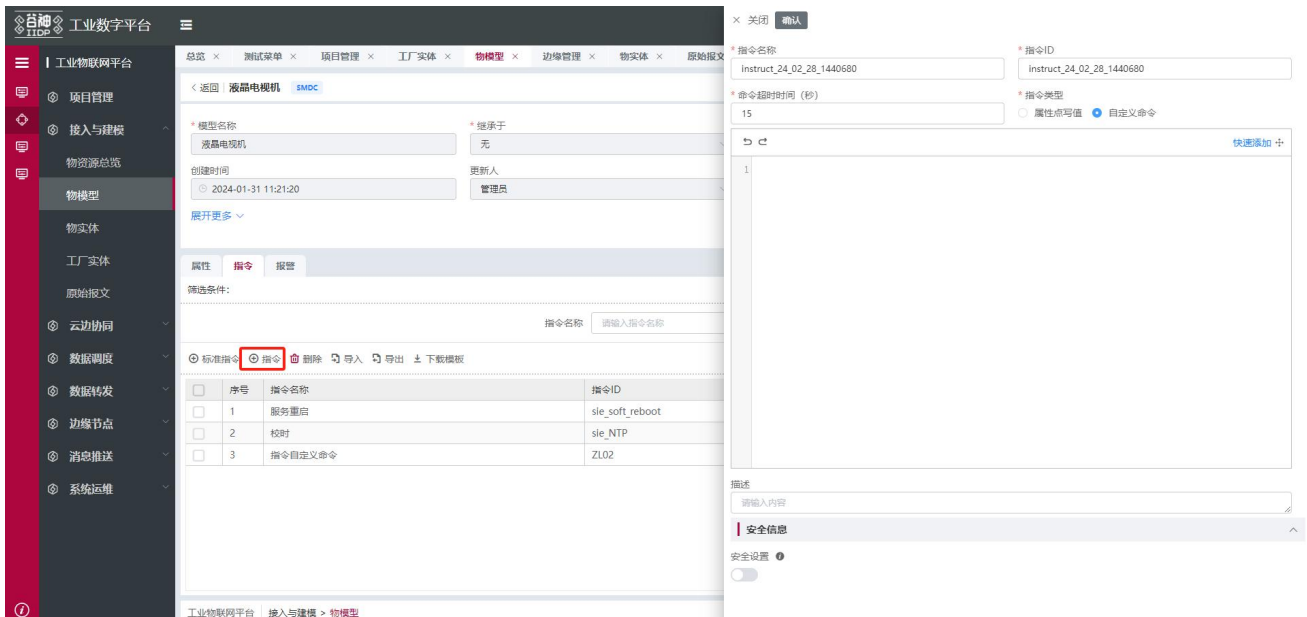 谷神
IIDP
工业数字平台
工业物联网平台
项目管理
接入与建模
物资源总览
物模型
物实体
工厂实体
原始报文
云边协同
数据调度
数据转发
边缘节点
消息推送
系统运维
总览 × 测试菜单 × 项目管理 × 工厂实体 × 物模型 × 边缘管理 × 物实体 × 原始报文
< 返回 液晶电视机 SMDC
* 模型名称 * 继承于
液晶电视机 无
创建时间 更新人
2024-01-31 11:21:20 管理员
展开更多
属性 指令 报警
筛选条件:
指令名称 请输入指令名称
标准指令 指令 删除 导入 导出 下载模板
序号 指令名称 指令ID
1 服务重启 sie_soft_reboot
2 校时 sie_NTP
3 指令自定义命令 ZL02
工业物联网平台 接入与建模 > 物模型
× 关闭 确认
* 指令名称 * 指令ID
instruct_24_02_28_1440680 instruct_24_02_28_1440680
* 命令超时时间（秒） * 指令类型
15 属性点写值 自定义命令
快速添加
1
描述
请输入内容
安全信息
安全设置